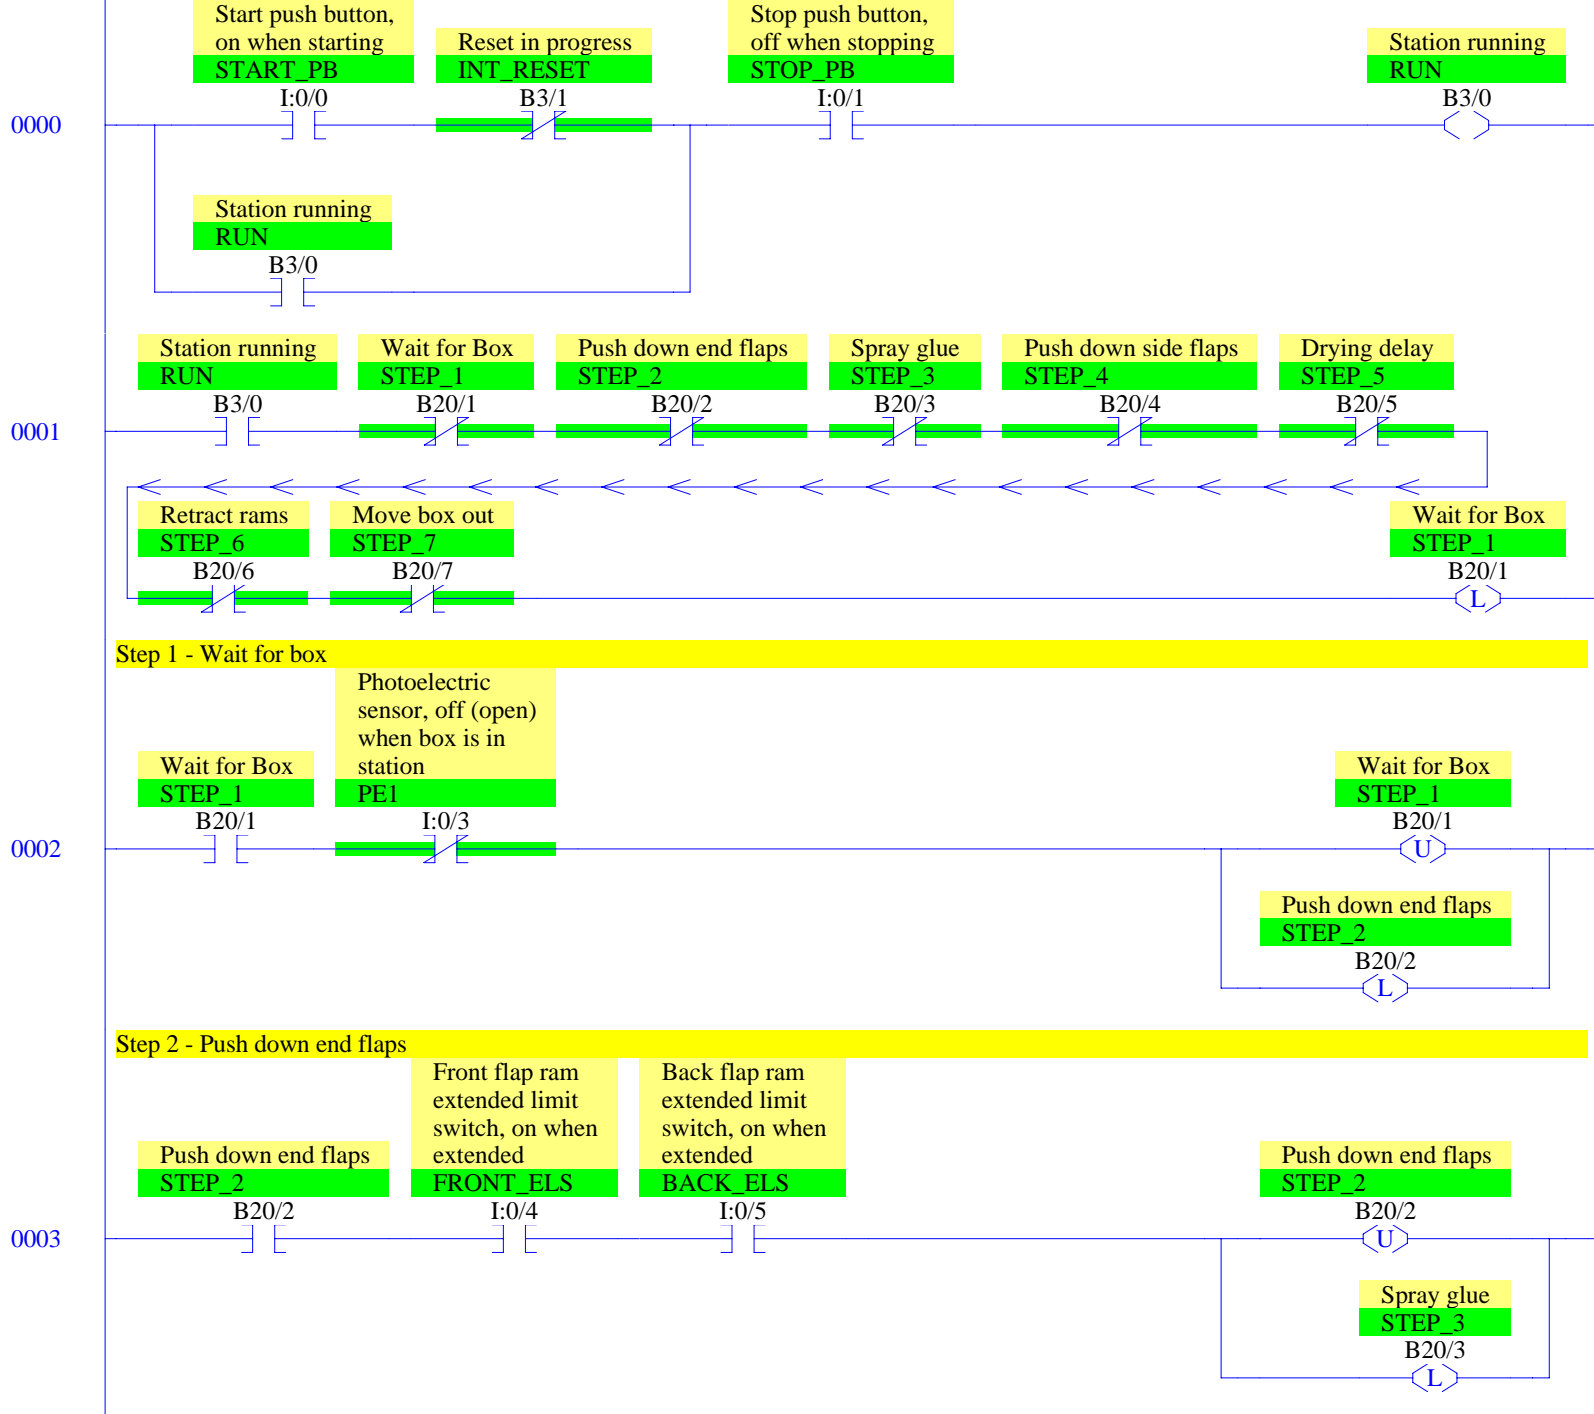 Start push button,
on when starting
START_PB
I:0/0
Reset in progress
INT_RESET
B3/1
Stop push button,
off when stopping
STOP_PB
I:0/1
Station running
RUN
B3/0
0000
Station running
RUN
B3/0
Station running
RUN
B3/0
Wait for Box
STEP_1
B20/1
Push down end flaps
STEP_2
B20/2
Spray glue
STEP_3
B20/3
Push down side flaps
STEP_4
B20/4
Drying delay
STEP_5
B20/5
0001
Retract rams
STEP_6
B20/6
Move box out
STEP_7
B20/7
Wait for Box
STEP_1
B20/1
L
Step 1 - Wait for box
Wait for Box
STEP_1
B20/1
Photoelectric
sensor, off (open)
when box is in
station
PE1
I:0/3
Wait for Box
STEP_1
B20/1
0002
U
Push down end flaps
STEP_2
B20/2
L
Step 2 - Push down end flaps
Push down end flaps
STEP_2
B20/2
Front flap ram
extended limit
switch, on when
extended
FRONT_ELS
I:0/4
Back flap ram
extended limit
switch, on when
extended
BACK_ELS
I:0/5
Push down end flaps
STEP_2
B20/2
0003
U
Spray glue
STEP_3
B20/3
L